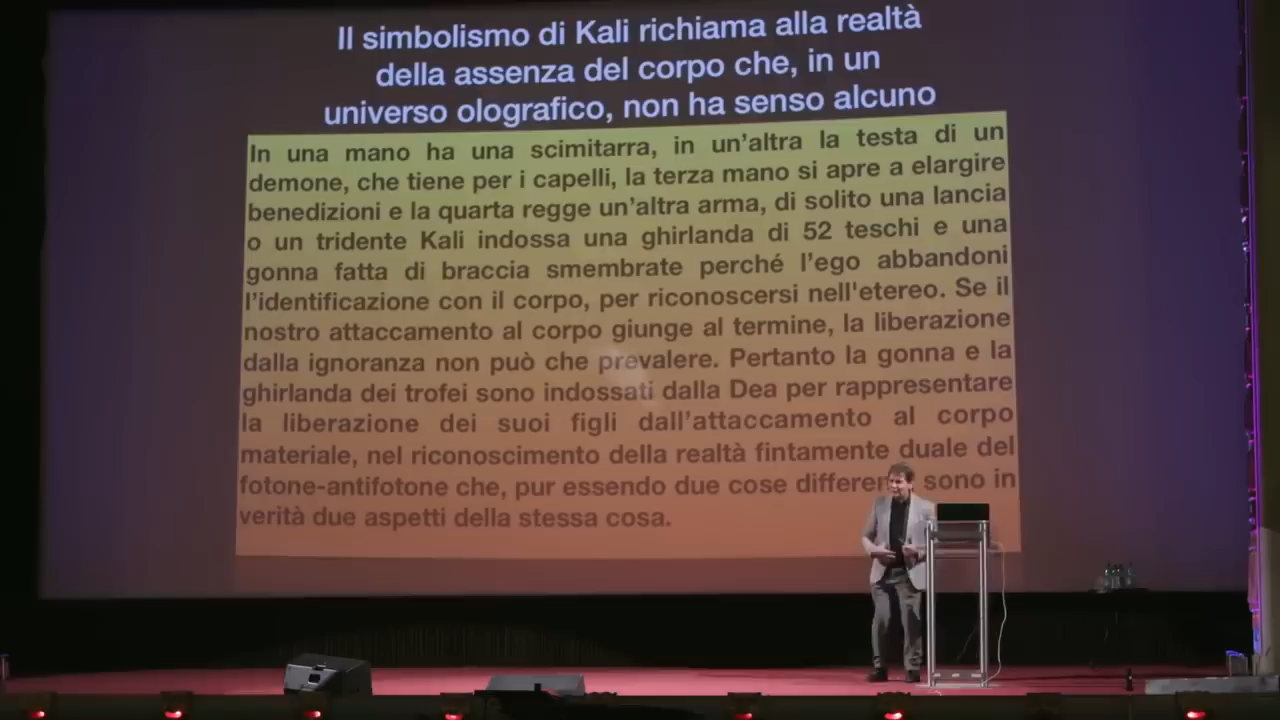 Il simbolismo di Kali richiama alla realtà
della assenza del corpo che, in un
universo olografico, non ha senso alcuno
In una mano ha una scimitarra, in un'altra la testa di un
demone, che tiene per i capelli, la terza mano si apre a elargire
benedizioni e la quarta regge un'altra arma, di solito una lancia
o un tridente Kali indossa una ghirlanda di 52 teschi e una
gonna fatta di braccia smembrate perché l'ego abbandoni
l'identificazione con il corpo, per riconoscersi nell'etereo. Se il
nostro attaccamento al corpo giunge al termine, la liberazione
dalla ignoranza non può che prevalere. Pertanto la gonna e la
ghirlanda dei trofei sono indossati dalla Dea per rappresentare
la liberazione dei suoi figli dall'attaccamento al corpo
materiale, nel riconoscimento della realtà fintamente duale del
fotone-antifotone che, pur essendo due cose differen sono in
verità due aspetti della stessa cosa.